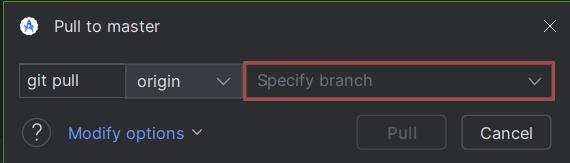 Pull to master
git pull origin Specify branch
? Modify options Pull Cancel